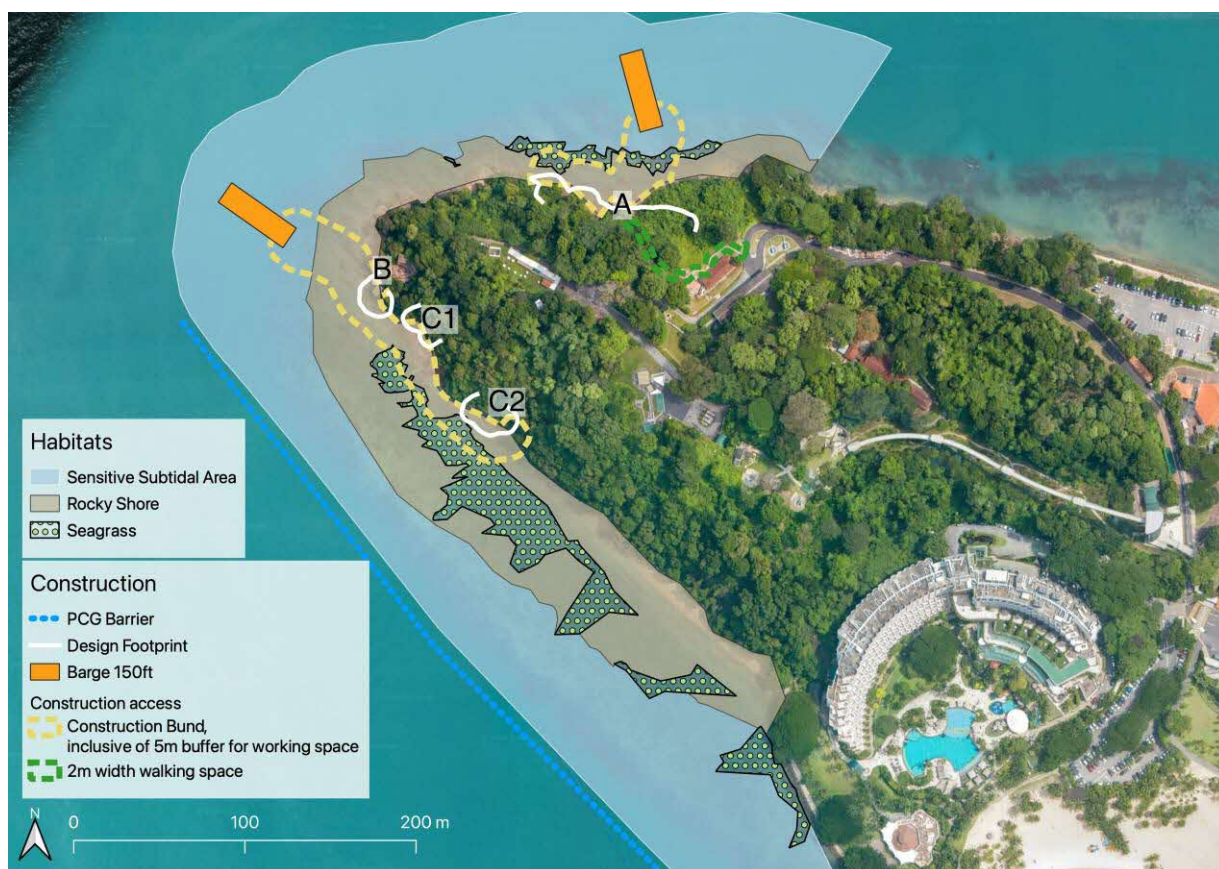 A
B
C1
C2
Habitats
Sensitive Subtidal Area
Rocky Shore
Seagrass
Construction
PCG Barrier
Design Footprint
Barge 150ft
Construction access
Construction Bund,
inclusive of 5m buffer for working space
2m width walking space
N
0 100 200 m